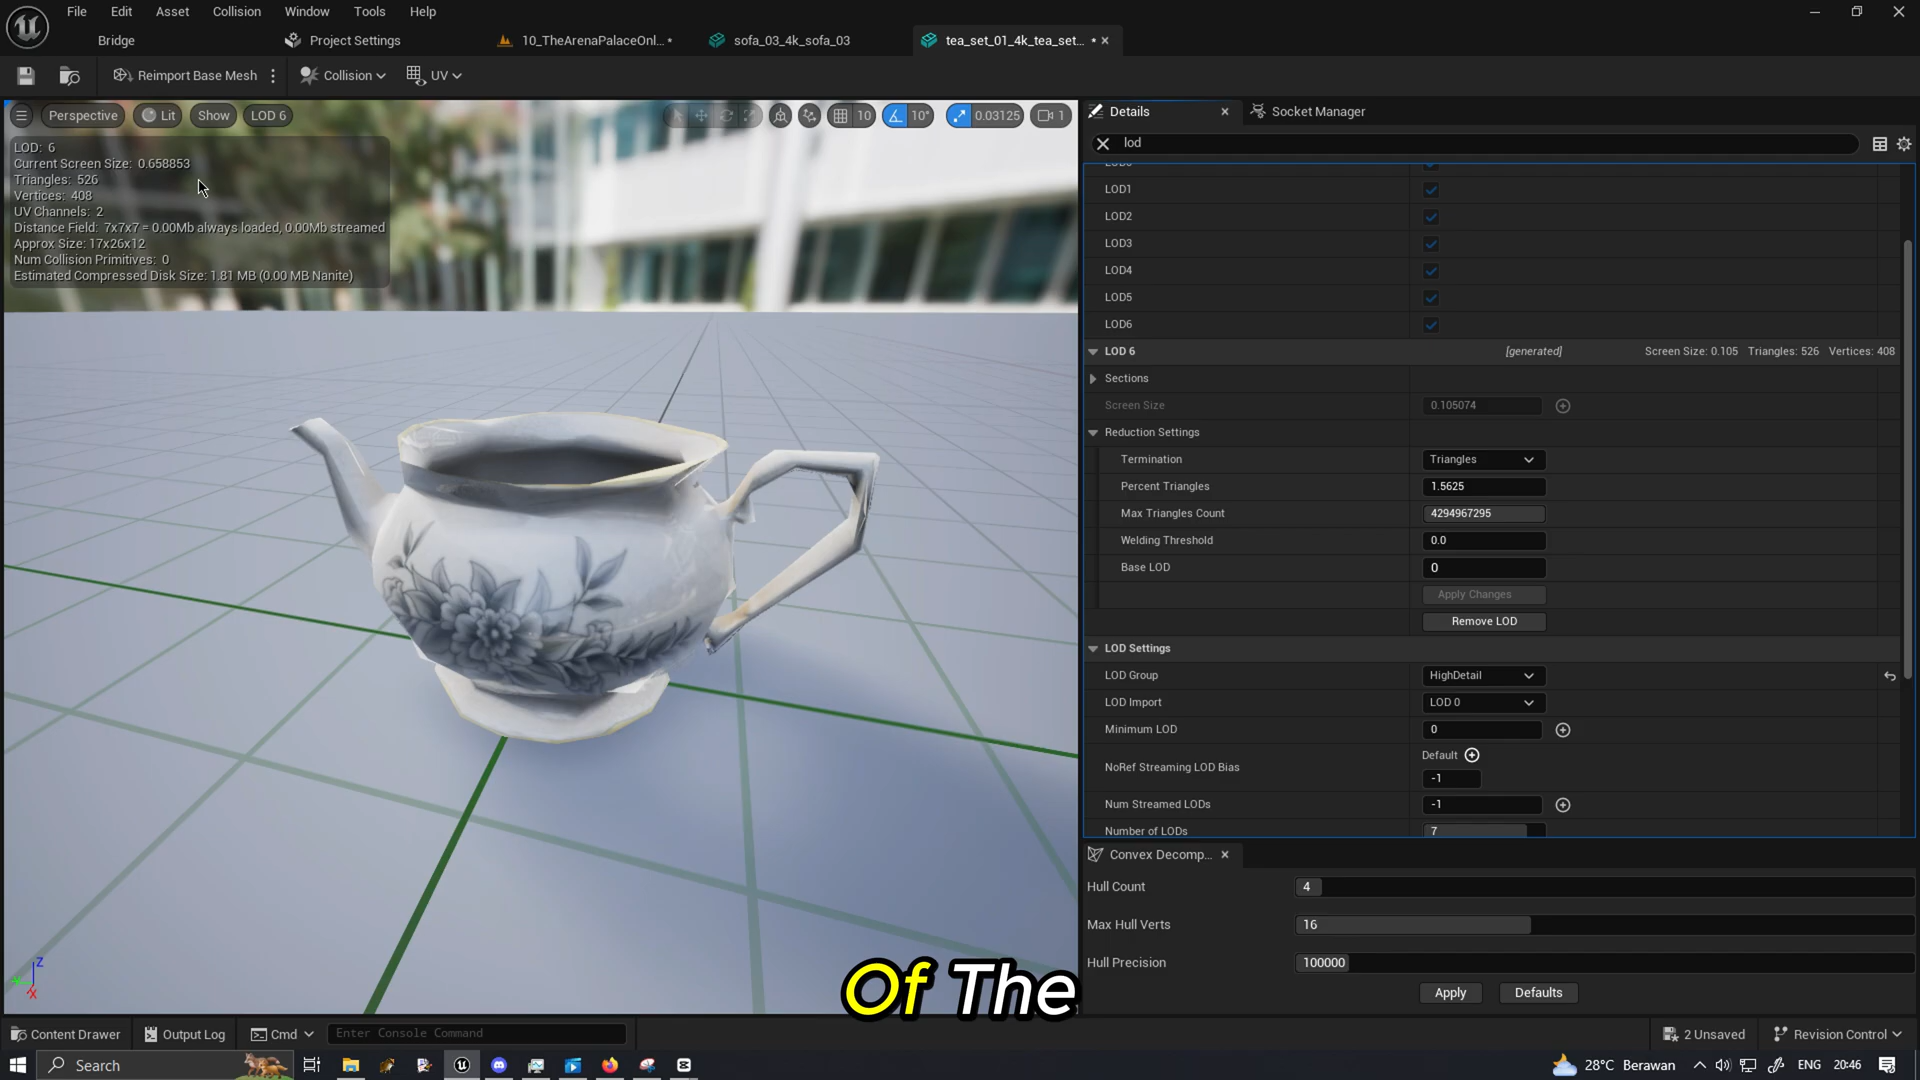 File Edit Asset Collision Window Tools Help
Bridge Project Settings 10_TheArenaPalaceOnl... * sofa_03_4k_sofa_03 tea_set_01_4k_tea_set... *
Reimport Base Mesh Collision UV
Perspective Lit Show LOD 6 10 10° 0.03125 1
LOD: 6
Current Screen Size: 0.658853
Triangles: 526
Vertices: 408
UV Channels: 2
Distance Field: 7x7x7 = 0.00Mb always loaded, 0.00Mb streamed
Approx Size: 17x26x12
Num Collision Primitives: 0
Estimated Compressed Disk Size: 1.81 MB (0.00 MB Nanite)
Z
X
Details Socket Manager
lod
LOD0
LOD1
LOD2
LOD3
LOD4
LOD5
LOD6
LOD 6 [generated] Screen Size: 0.105 Triangles: 526 Vertices: 408
Sections
Screen Size 0.105074
Reduction Settings
Termination Triangles
Percent Triangles 1.5625
Max Triangles Count 4294967295
Welding Threshold 0.0
Base LOD 0
Apply Changes
Remove LOD
LOD Settings
LOD Group HighDetail
LOD Import LOD 0
Minimum LOD 0
Default
NoRef Streaming LOD Bias
-1
Num Streamed LODs -1
Number of LODs 7
Convex Decomp...
Hull Count 4
Max Hull Verts 16
Hull Precision 100000
Apply Defaults
Of The
Content Drawer Output Log Cmd Enter Console Command 2 Unsaved Revision Control
Search 28°C Berawan ENG 20:46